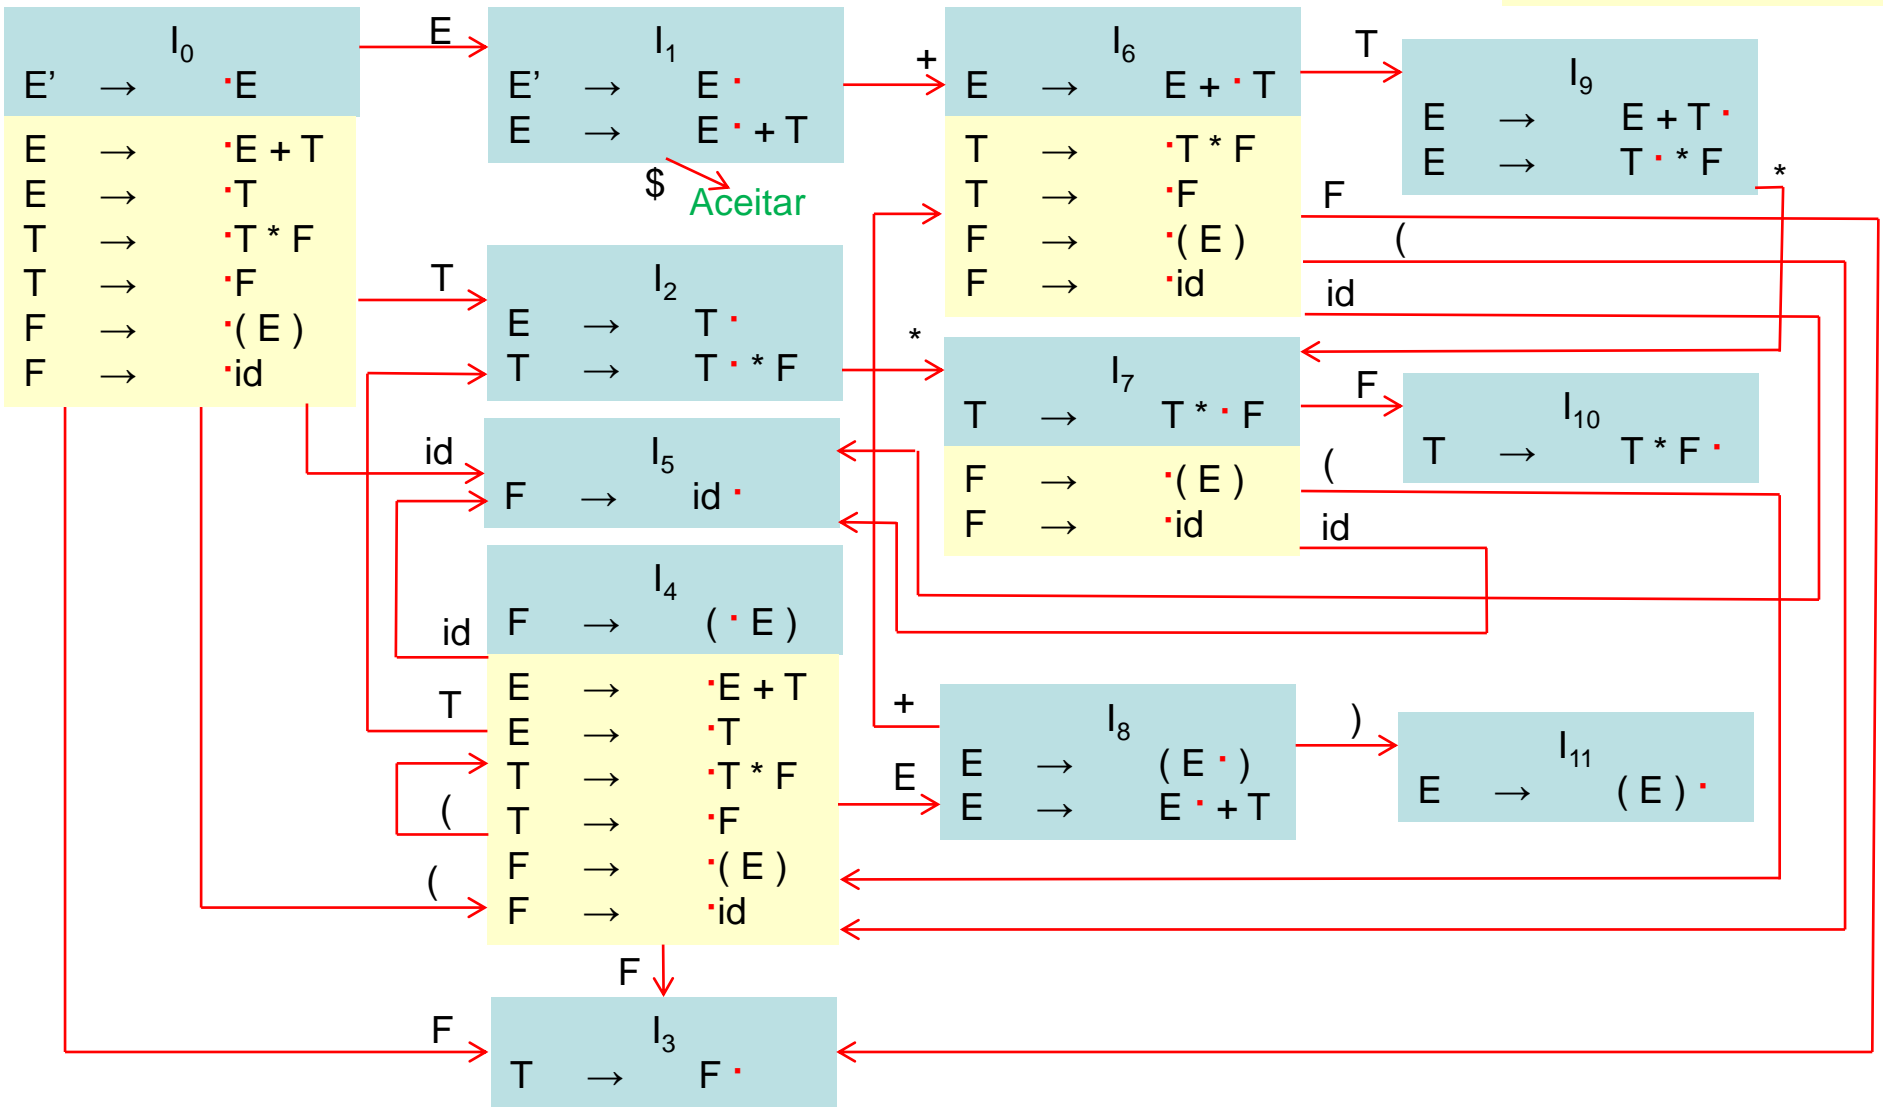 I0
E’ → ·E
E → ·E + T
E → ·T
T → ·T * F
T → ·F
F → ·( E )
F → ·id
E
I1
E’ → E ·
E → E · + T
$
Aceitar
+
I6
E → E + · T
T → ·T * F
T → ·F
F → ·( E )
F → ·id
T
I9
E → E + T ·
E → T · * F
*
F
(
id
T
I2
E → T ·
T → T · * F
*
I7
T → T * · F
F → ·( E )
F → ·id
F
I10
T → T * F ·
(
id
id
I5
F → id ·
I4
F → ( · E )
E → ·E + T
E → ·T
T → ·T * F
T → ·F
F → ·( E )
F → ·id
id
T
(
(
E
+
I8
E → ( E · )
E → E · + T
)
I11
E → ( E ) ·
F
F
I3
T → F ·